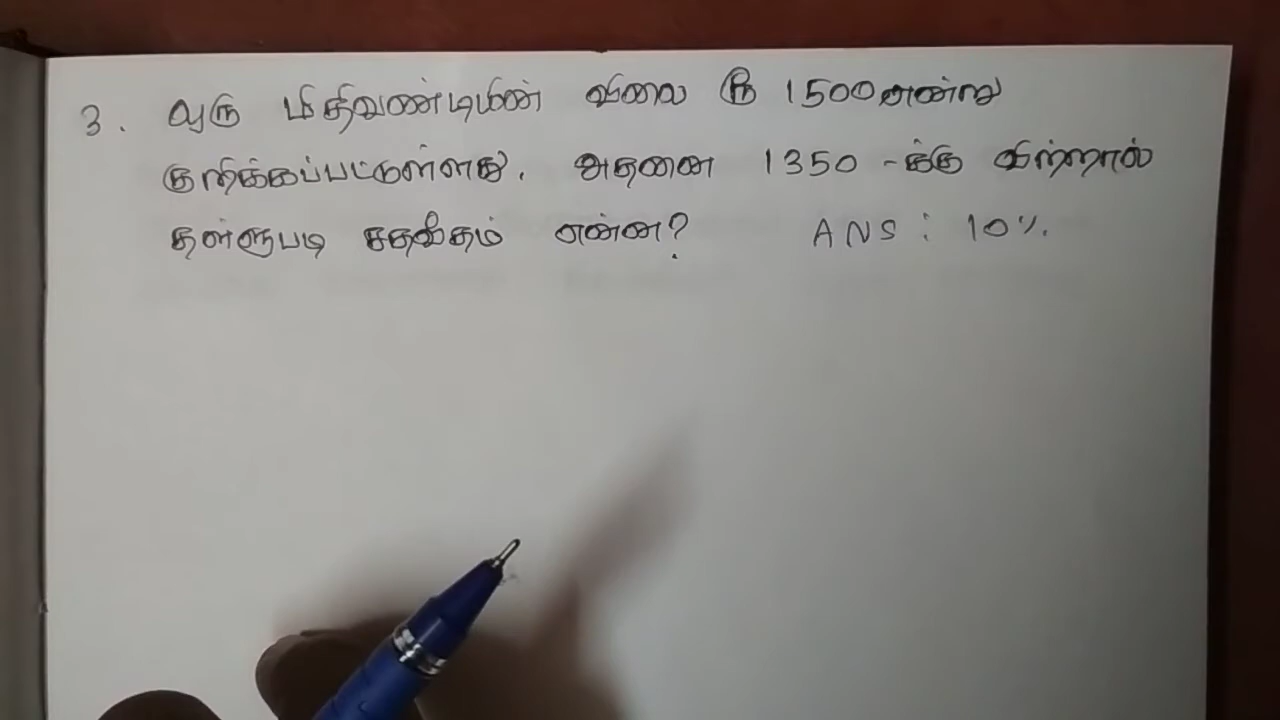 3. ஒரு மிதிவண்டியின் விலை ரூ 1500 என்று
குறிக்கப்பட்டுள்ளது. அதனை 1350 -க்கு விற்றால்
தள்ளுபடி சதவீதம் என்ன? ANS : 10%.